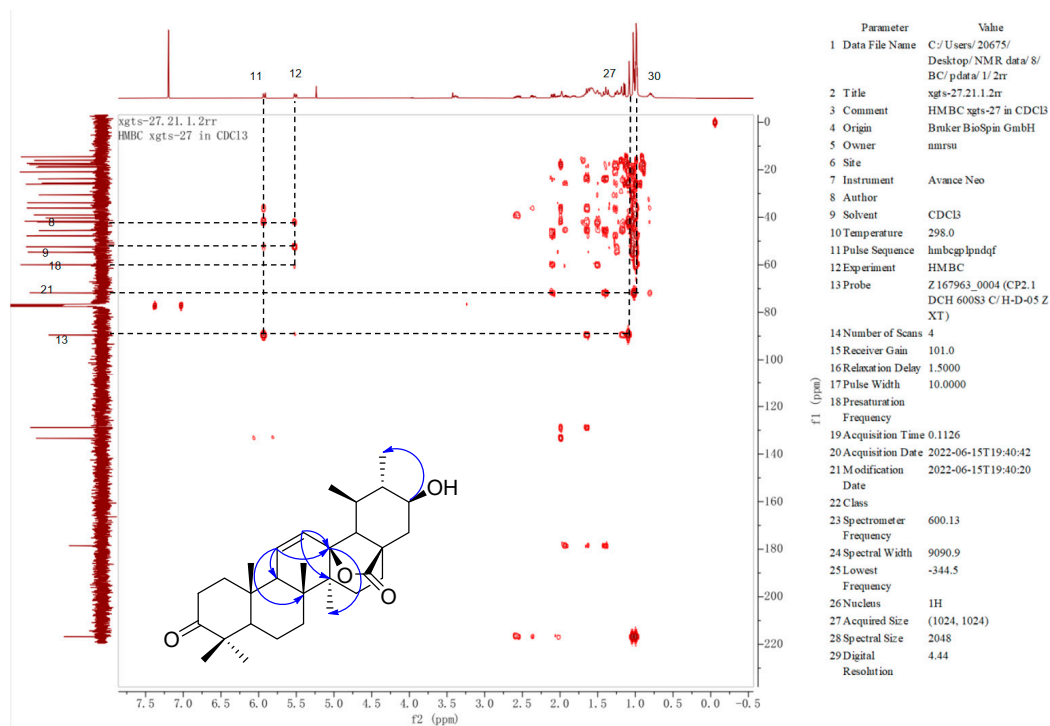 11
12
27
30
xgts-27.21.1.2rr
HMBC xgts-27 in CDCl3
8
9
18
21
13
0
20
40
60
80
100
120
140
160
180
200
220
f1 (ppm)
OH
O
O
O
7.5 7.0 6.5 6.0 5.5 5.0 4.5 4.0 3.5 3.0 2.5 2.0 1.5 1.0 0.5 0.0 -0.5
f2 (ppm)
Parameter Value
1 Data File Name C:/ Users/ 20675/
Desktop/ NMR data/ 8/
BC/ pdata/ 1/ 2rr
2 Title xgts-27.21.1.2rr
3 Comment HMBC xgts-27 in CDCl3
4 Origin Bruker BioSpin GmbH
5 Owner nmrsu
6 Site
7 Instrument Avance Neo
8 Author
9 Solvent CDCl3
10 Temperature 298.0
11 Pulse Sequence hmbcgplpndqf
12 Experiment HMBC
13 Probe Z167963_0004 (CP2.1
DCH 600S3 C/ H-D-05 Z
XT)
14 Number of Scans 4
15 Receiver Gain 101.0
16 Relaxation Delay 1.5000
17 Pulse Width 10.0000
18 Presaturation
Frequency
19 Acquisition Time 0.1126
20 Acquisition Date 2022-06-15T19:40:42
21 Modification 2022-06-15T19:40:20
Date
22 Class
23 Spectrometer 600.13
Frequency
24 Spectral Width 9090.9
25 Lowest -344.5
Frequency
26 Nucleus 1H
27 Acquired Size (1024, 1024)
28 Spectral Size 2048
29 Digital 4.44
Resolution